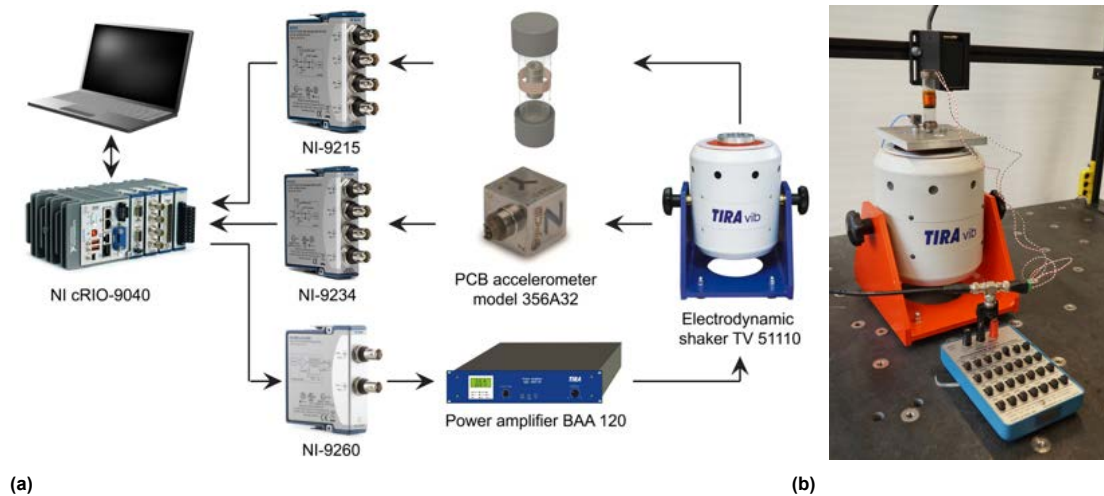 NI-9215
TIRA vib
NI cRIO-9040
NI-9234
PCB accelerometer
model 356A32
Electrodynamic
shaker TV 51110
TIRA
Power amplifier BAA 120
NI-9260
(a)
TIRA vib
(b)